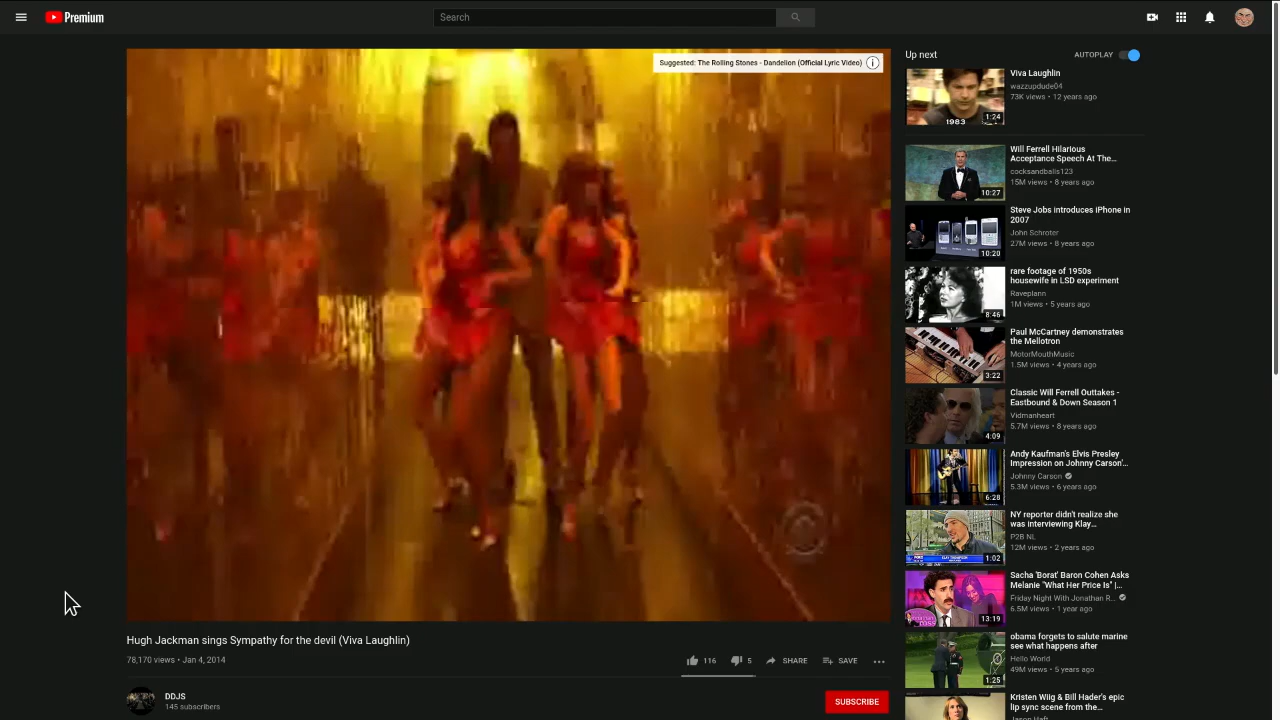 Premium
Search
Suggested: The Rolling Stones - Dandelion (Official Lyric Video)
Hugh Jackman sings Sympathy for the devil (Viva Laughlin)
78,170 views • Jan 4, 2014
116
5
SHARE
SAVE
DDJS
145 subscribers
SUBSCRIBE
Up next
AUTOPLAY
1983
1:24
Viva Laughlin
wazzupdude04
73K views • 12 years ago
10:27
Will Ferrell Hilarious
Acceptance Speech At The...
cocksandballs123
15M views • 8 years ago
10:20
Steve Jobs introduces iPhone in
2007
John Schroter
27M views • 8 years ago
8:46
rare footage of 1950s
housewife in LSD experiment
Raveplann
1M views • 5 years ago
3:22
Paul McCartney demonstrates
the Mellotron
MotorMouthMusic
1.5M views • 4 years ago
4:09
Classic Will Ferrell Outtakes -
Eastbound & Down Season 1
Vidmanheart
5.7M views • 8 years ago
6:28
Andy Kaufman's Elvis Presley
Impression on Johnny Carson'...
Johnny Carson
5.3M views • 6 years ago
KLAY THOMPSON
1:02
NY reporter didn't realize she
was interviewing Klay...
P2B NL
12M views • 2 years ago
13:19
Sacha 'Borat' Baron Cohen Asks
Melanie "What Her Price Is" |...
Friday Night With Jonathan R...
6.5M views • 1 year ago
1:25
obama forgets to salute marine
see what happens after
Hello World
49M views • 5 years ago
Kristen Wiig & Bill Hader's epic
lip sync scene from the...